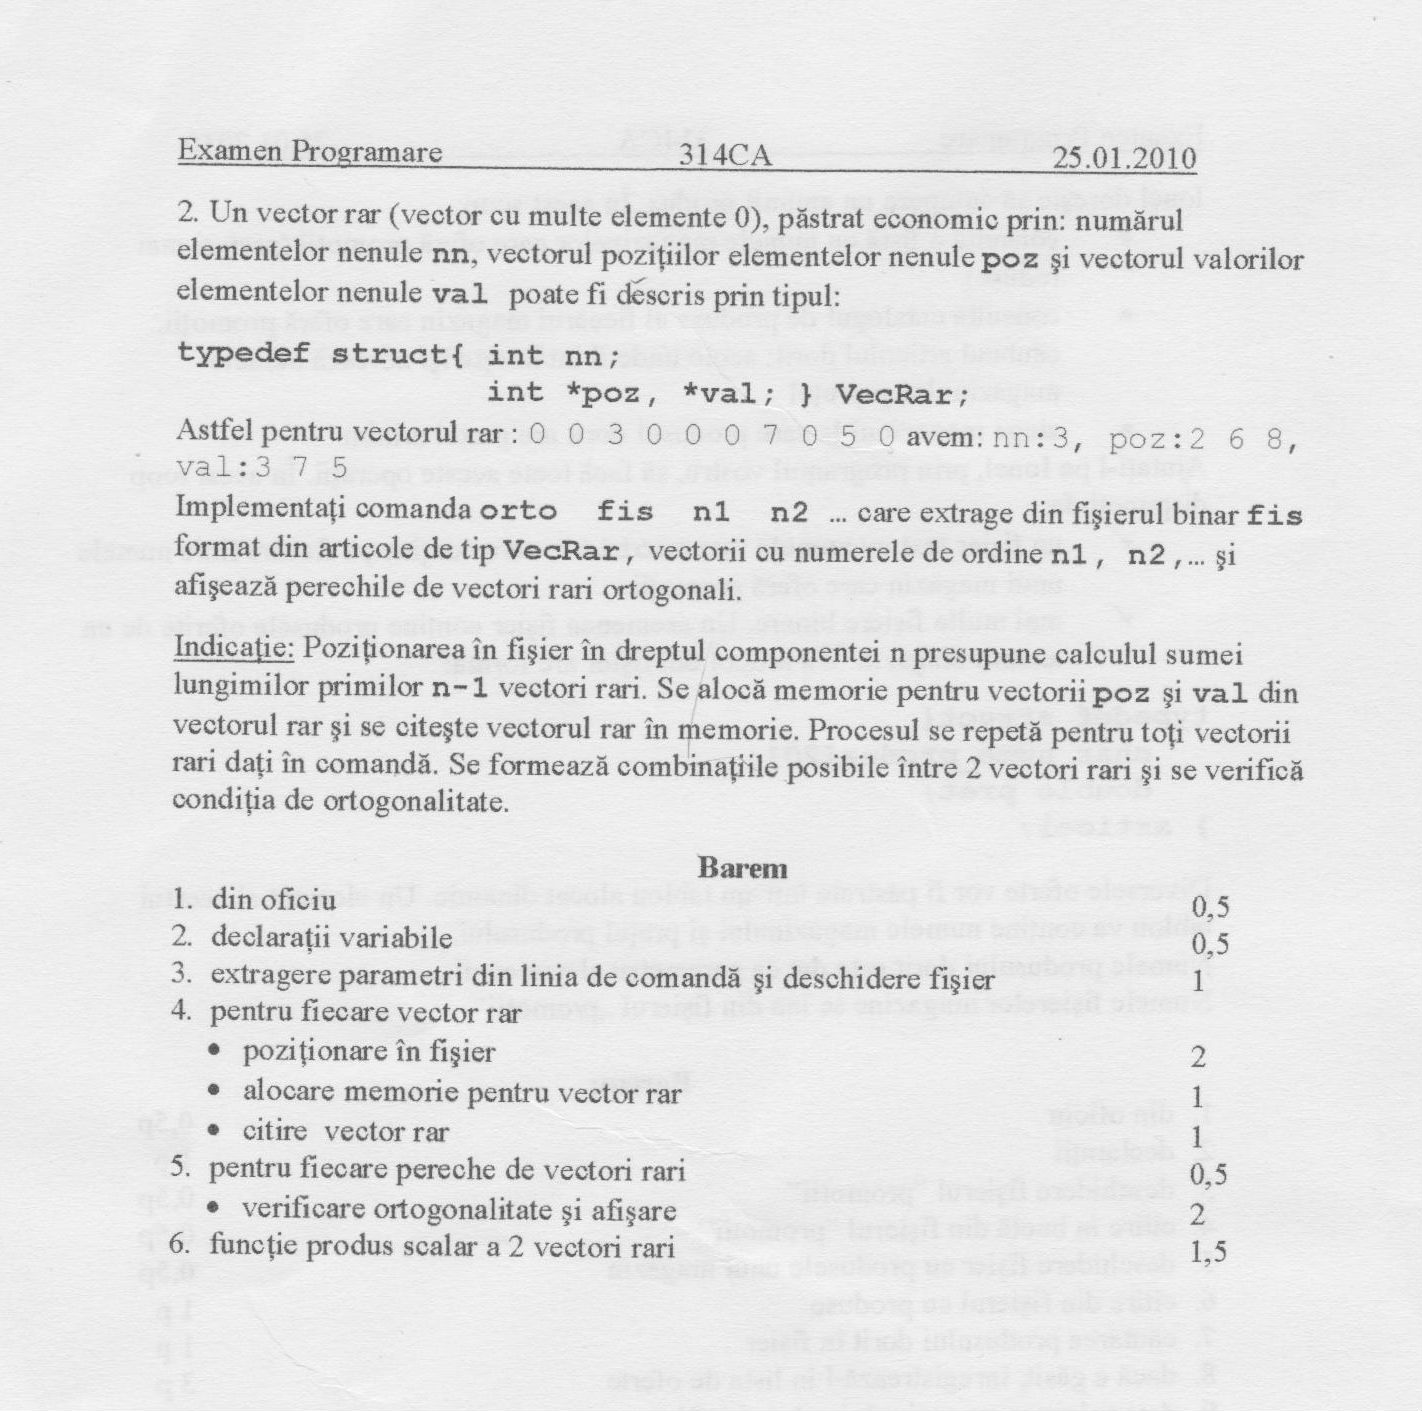 Examen Programare 314CA 25.01.2010
2. Un vector rar (vector cu multe elemente 0), păstrat economic prin: numărul
elementelor nenule nn, vectorul poziţiilor elementelor nenule poz şi vectorul valorilor
elementelor nenule val poate fi descris prin tipul:
typedef struct{ int nn;
int *poz, *val; } VecRar;
Astfel pentru vectorul rar : 0 0 3 0 0 0 7 0 5 0 avem: nn:3, poz:2 6 8,
val:3 7 5
Implementaţi comanda orto fis n1 n2 … care extrage din fişierul binar fis
format din articole de tip VecRar, vectorii cu numerele de ordine n1, n2,… şi
afişează perechile de vectori rari ortogonali.
Indicaţie: Poziţionarea în fişier în dreptul componentei n presupune calculul sumei
lungimilor primilor n-1 vectori rari. Se alocă memorie pentru vectorii poz şi val din
vectorul rar şi se citeşte vectorul rar în memorie. Procesul se repetă pentru toţi vectorii
rari daţi în comandă. Se formează combinaţiile posibile între 2 vectori rari şi se verifică
condiţia de ortogonalitate.
Barem
1. din oficiu 0,5
2. declaraţii variabile 0,5
3. extragere parametri din linia de comandă şi deschidere fişier 1
4. pentru fiecare vector rar
• poziţionare în fişier 2
• alocare memorie pentru vector rar 1
• citire vector rar 1
5. pentru fiecare pereche de vectori rari 0,5
• verificare ortogonalitate şi afişare 2
6. funcţie produs scalar a 2 vectori rari 1,5